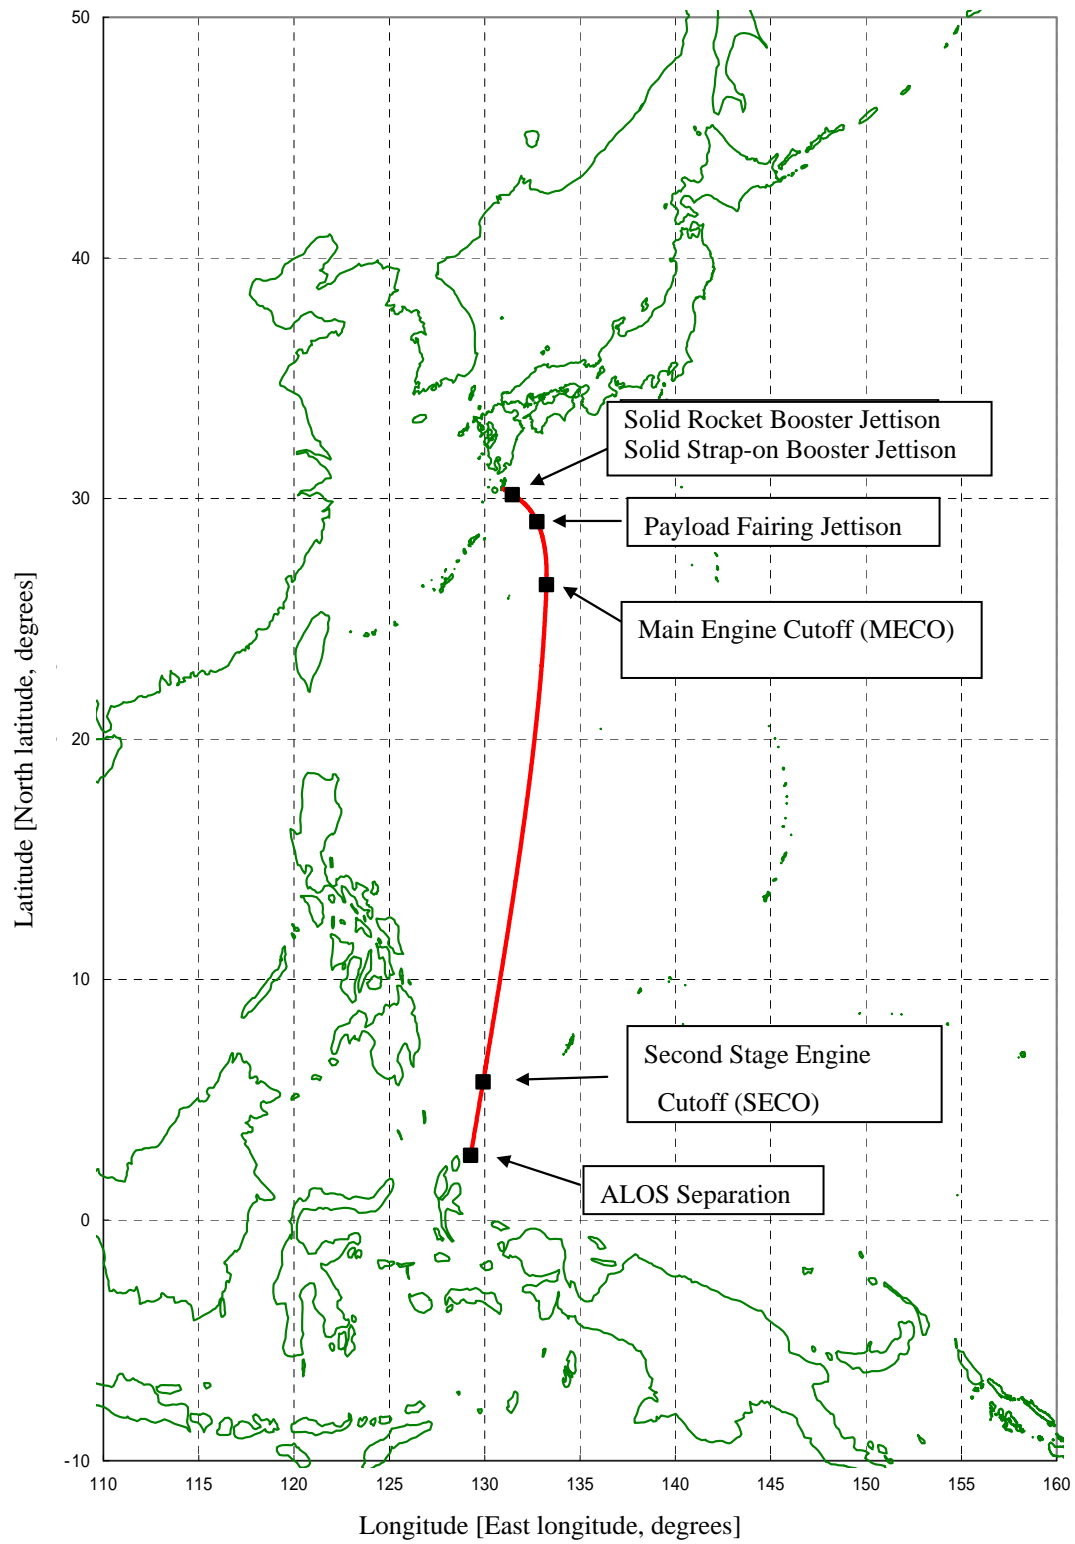 50
40
30
20
10
0
-10
Latitude [North latitude, degrees]
Solid Rocket Booster Jettison
Solid Strap-on Booster Jettison
Payload Fairing Jettison
Main Engine Cutoff (MECO)
Second Stage Engine
Cutoff (SECO)
ALOS Separation
110 115 120 125 130 135 140 145 150 155 160
Longitude [East longitude, degrees]